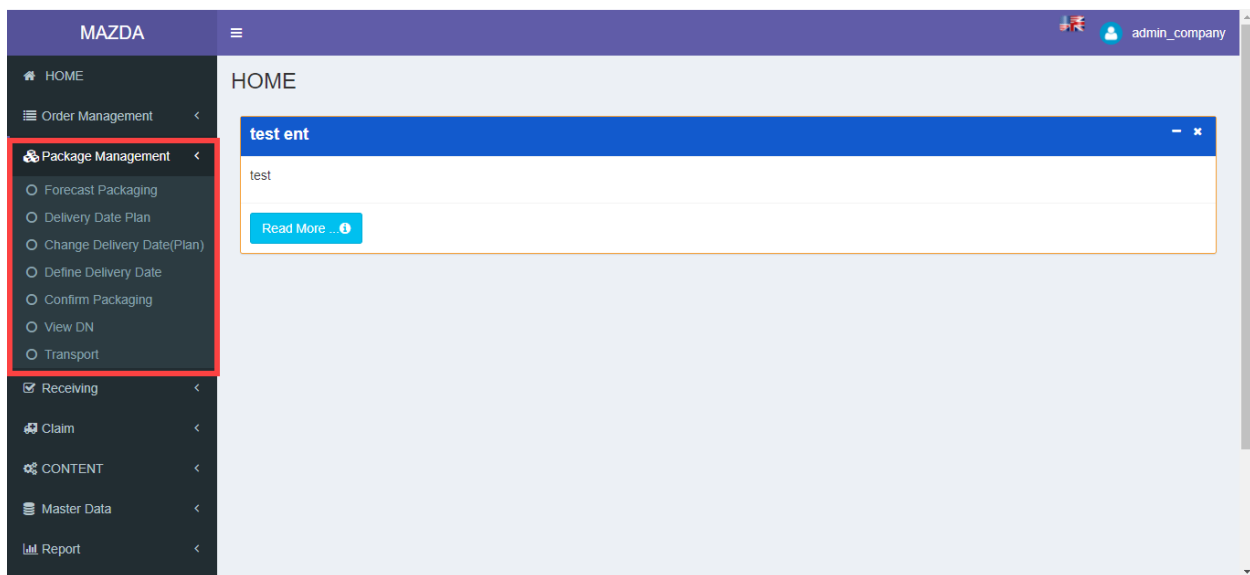 MAZDA
admin_company
HOME
Order Management
Package Management
Forecast Packaging
Delivery Date Plan
Change Delivery Date(Plan)
Define Delivery Date
Confirm Packaging
View DN
Transport
Receiving
Claim
CONTENT
Master Data
Report
HOME
test ent
test
Read More ...